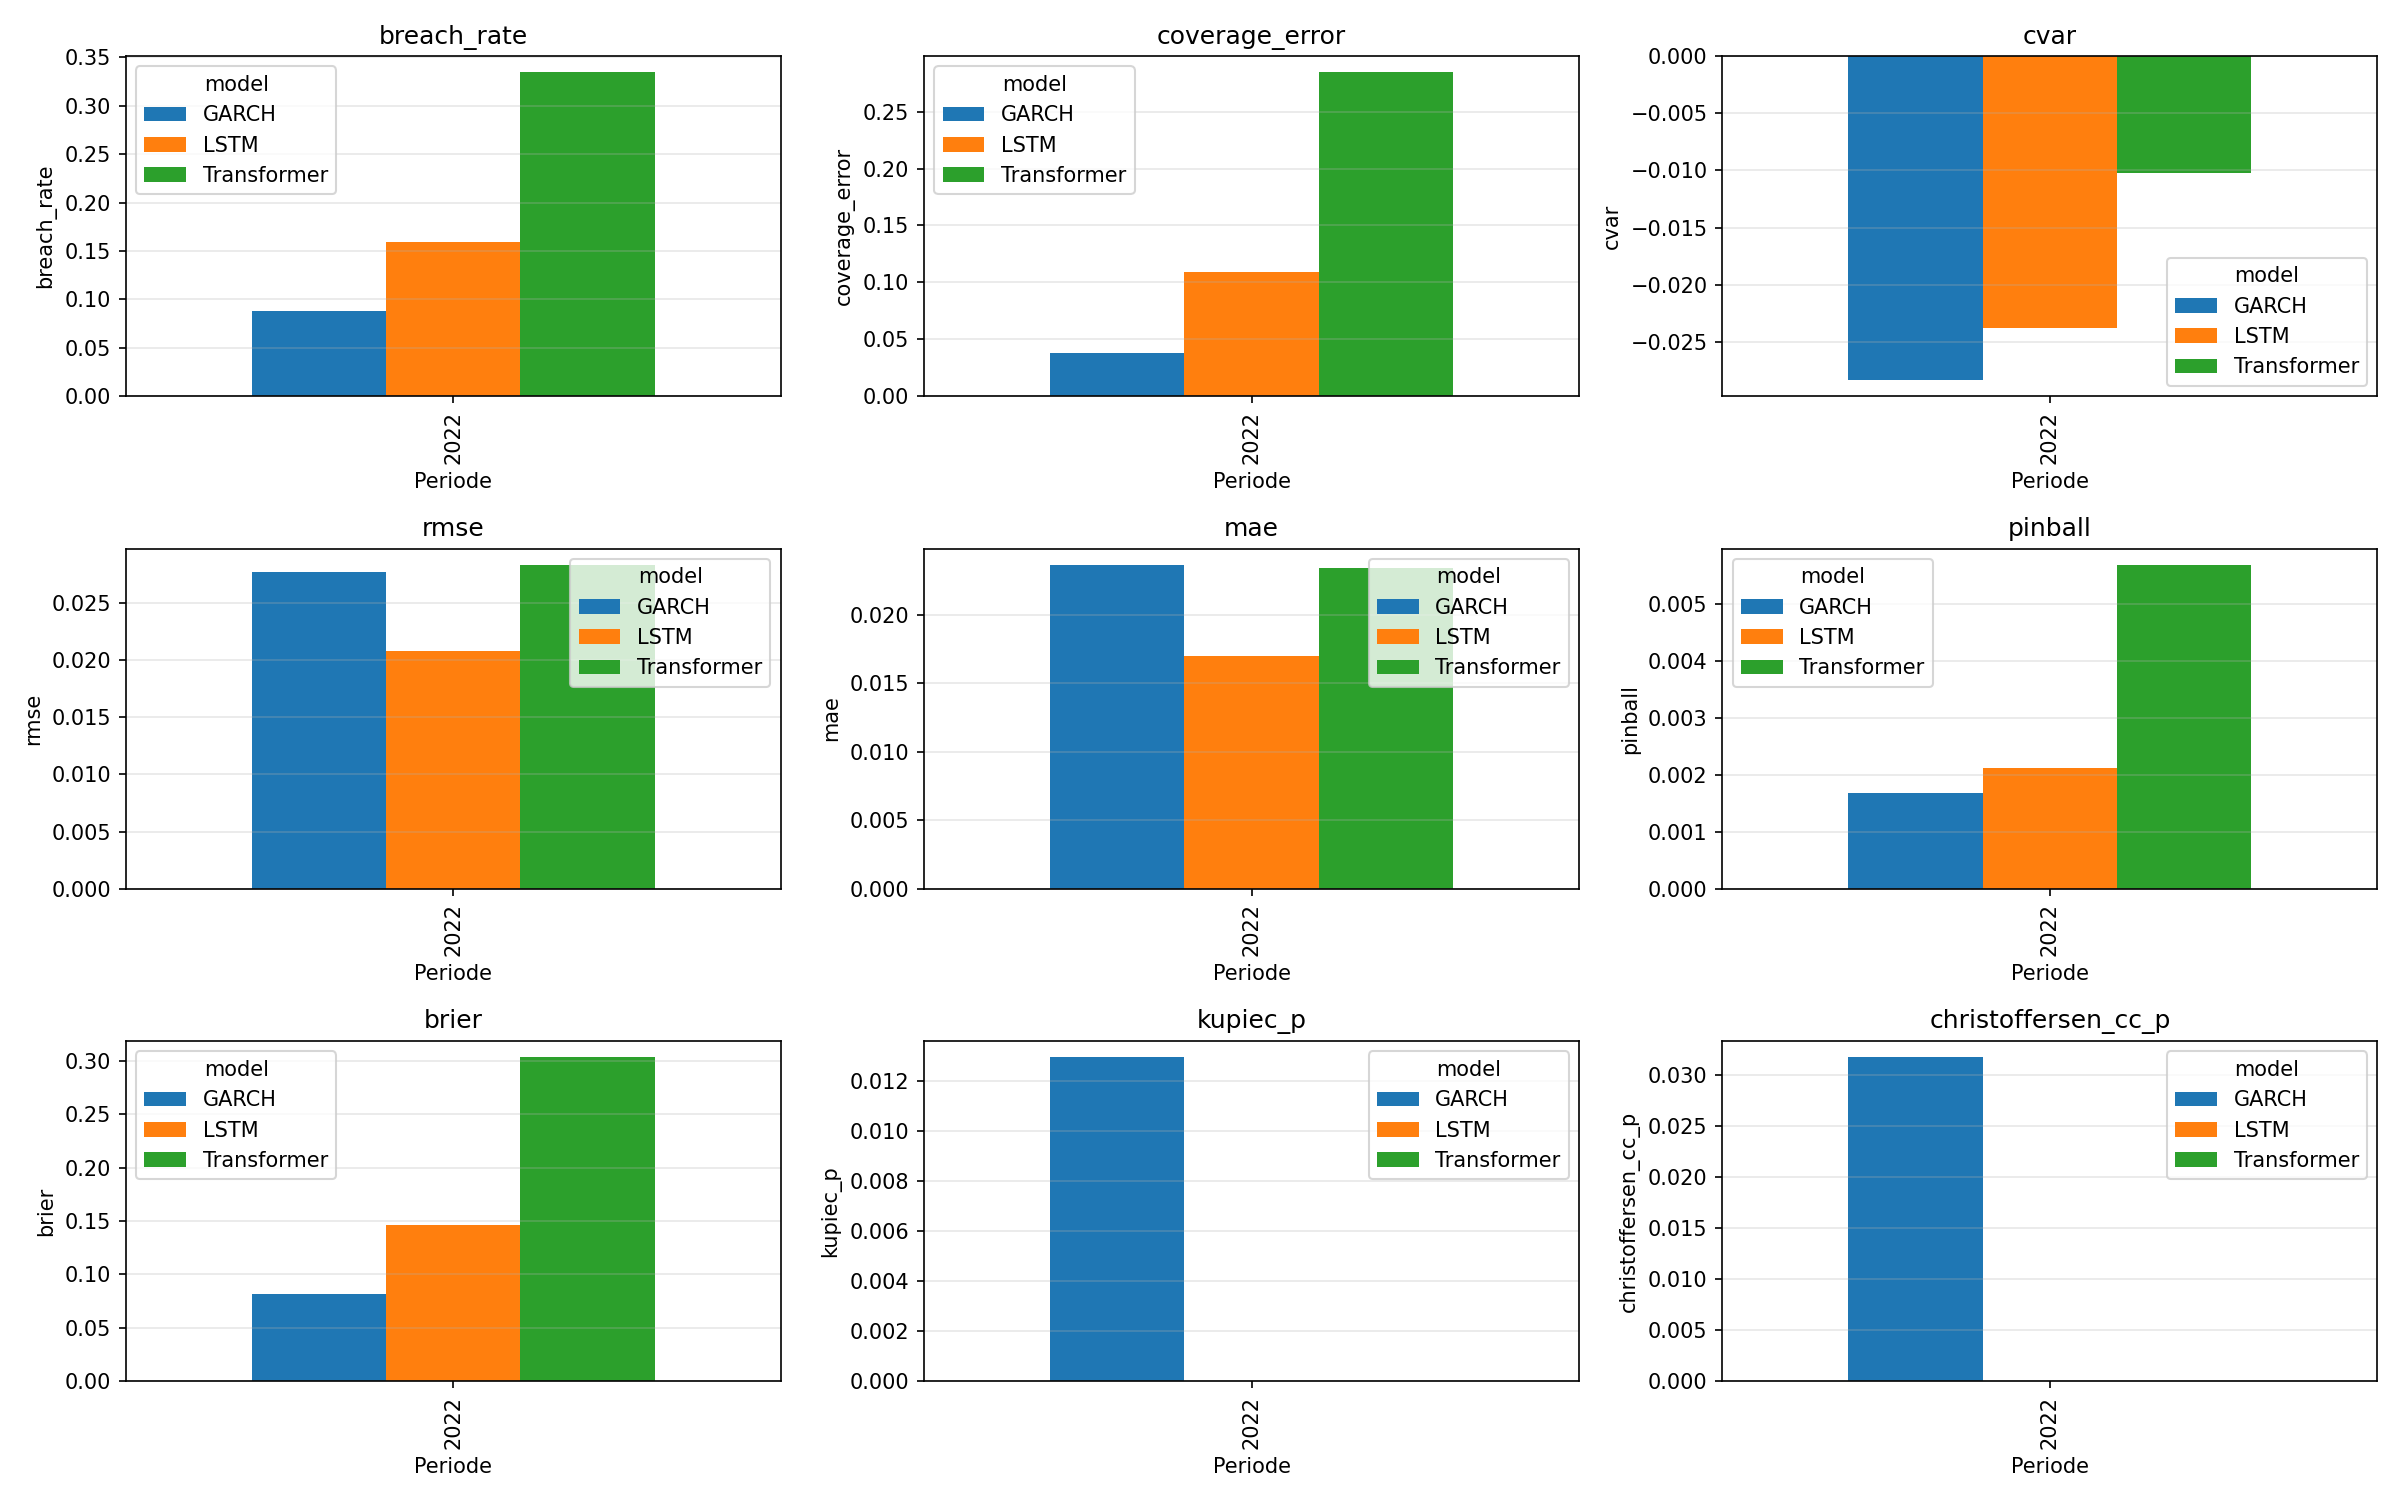 breach_rate
0.35
0.30
0.25
0.20
0.15
0.10
0.05
0.00
breach_rate
model
GARCH
LSTM
Transformer
2022
Periode
coverage_error
0.25
0.20
0.15
0.10
0.05
0.00
coverage_error
model
GARCH
LSTM
Transformer
2022
Periode
cvar
0.000
−0.005
−0.010
−0.015
−0.020
−0.025
cvar
model
GARCH
LSTM
Transformer
2022
Periode
rmse
0.025
0.020
0.015
0.010
0.005
0.000
rmse
model
GARCH
LSTM
Transformer
2022
Periode
mae
0.020
0.015
0.010
0.005
0.000
mae
model
GARCH
LSTM
Transformer
2022
Periode
pinball
0.005
0.004
0.003
0.002
0.001
0.000
pinball
model
GARCH
LSTM
Transformer
2022
Periode
brier
0.30
0.25
0.20
0.15
0.10
0.05
0.00
brier
model
GARCH
LSTM
Transformer
2022
Periode
kupiec_p
0.012
0.010
0.008
0.006
0.004
0.002
0.000
kupiec_p
model
GARCH
LSTM
Transformer
2022
Periode
christoffersen_cc_p
0.030
0.025
0.020
0.015
0.010
0.005
0.000
christoffersen_cc_p
model
GARCH
LSTM
Transformer
2022
Periode